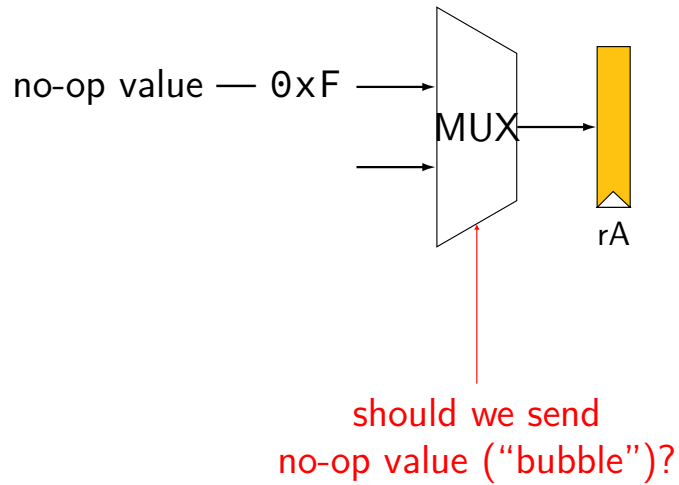 no-op value — 0xF
MUX
rA
should we send
no-op value (“bubble”)?